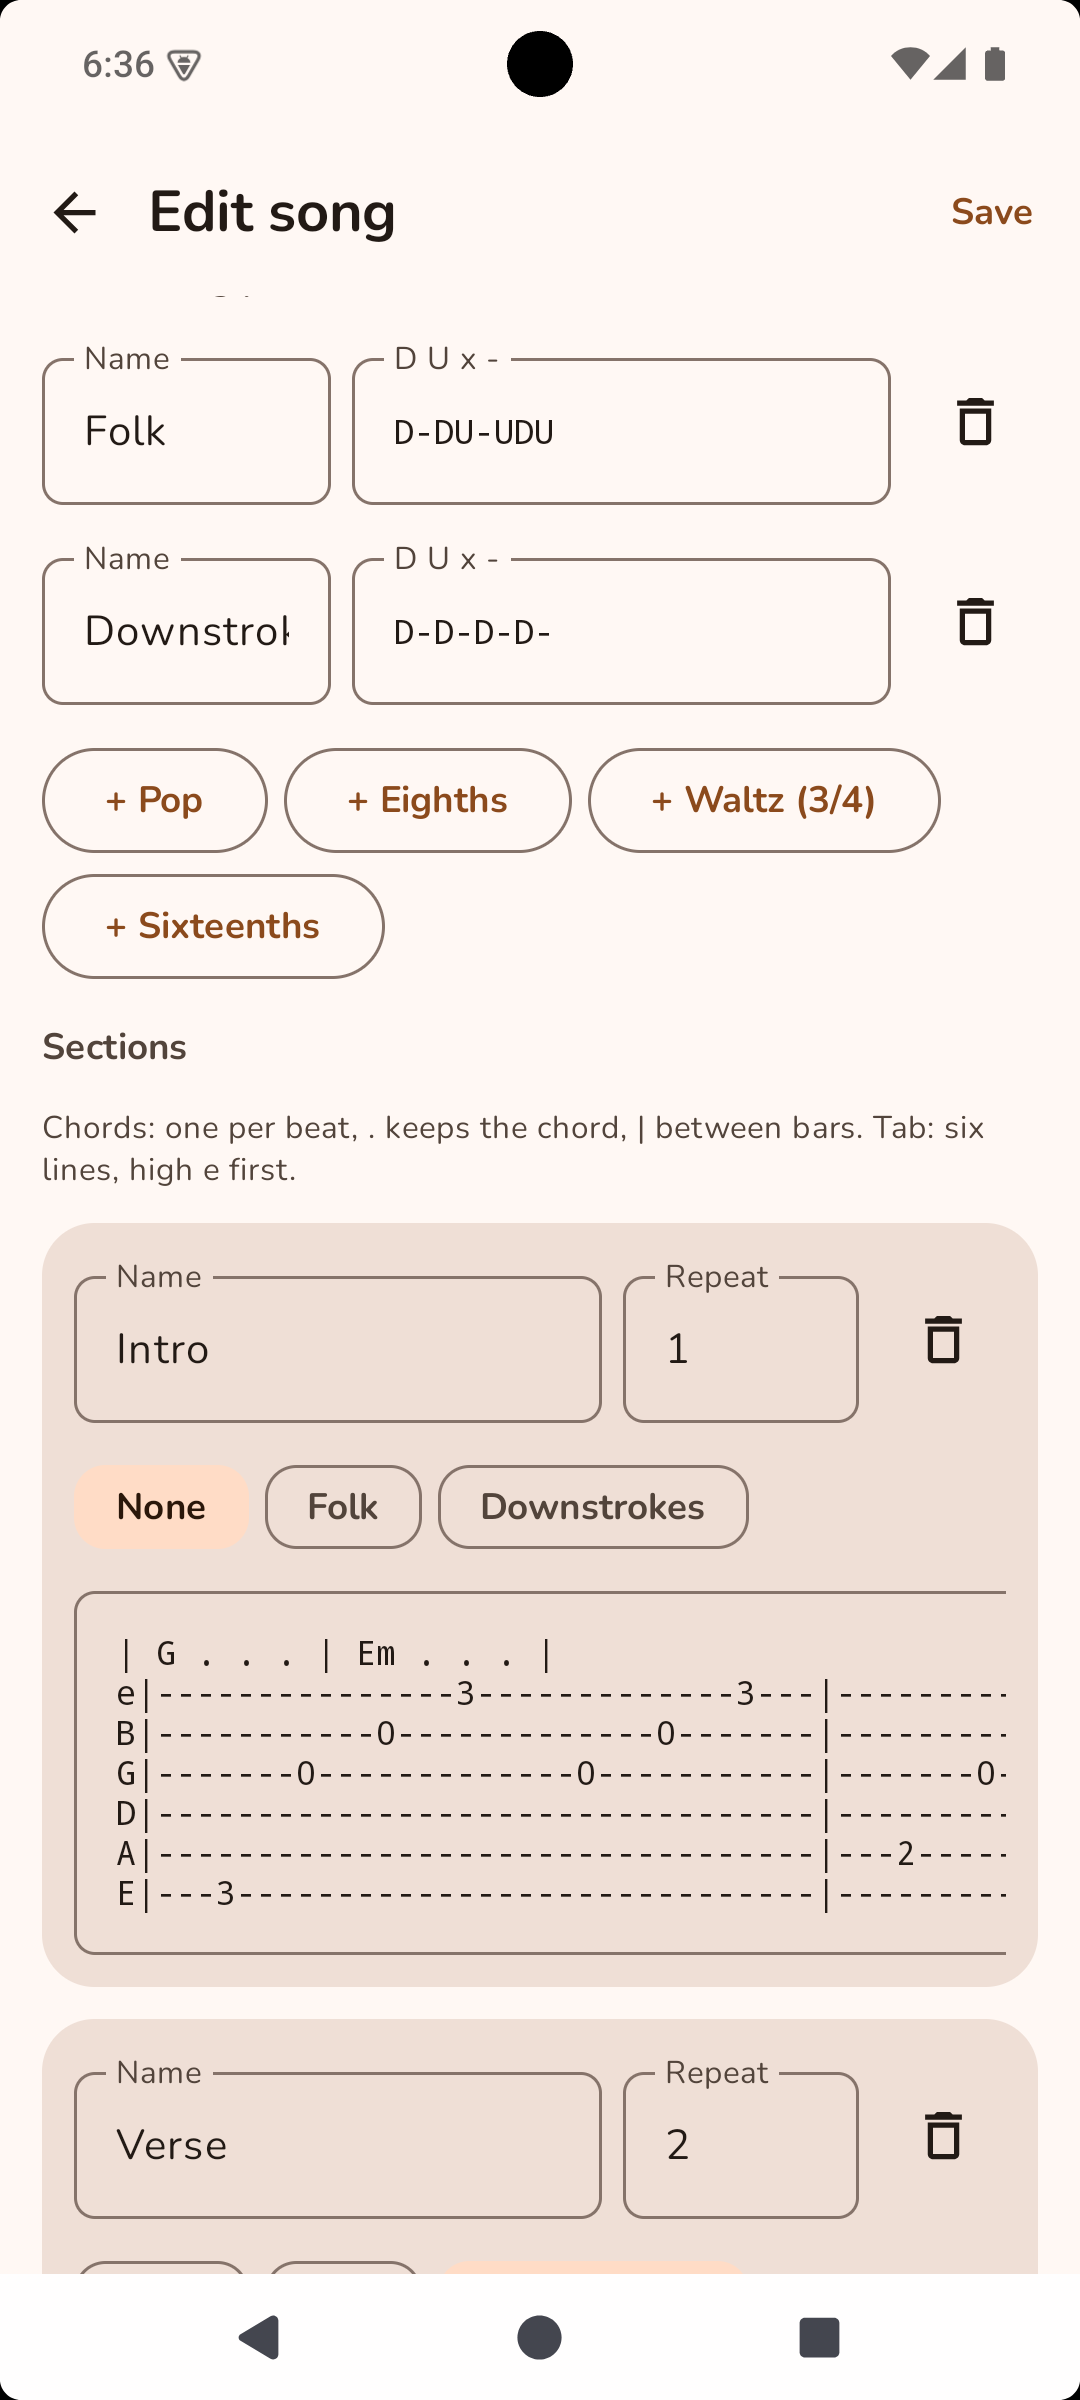 6:36
Edit song
Save
Name
D U x -
Folk
D-DU-UDU
Name
D U x -
Downstrok
D-D-D-D-
+ Pop
+ Eighths
+ Waltz (3/4)
+ Sixteenths
Sections
Chords: one per beat, . keeps the chord, | between bars. Tab: six
lines, high e first.
Name
Repeat
Intro
1
None
Folk
Downstrokes
| G . . . | Em . . . |
e|---------------3-------------3---|---------
B|-----------0-------------0-------|---------
G|-------0-------------0-----------|-------0-
D|---------------------------------|---------
A|---------------------------------|---2-----
E|---3-----------------------------|---------
Name
Repeat
Verse
2